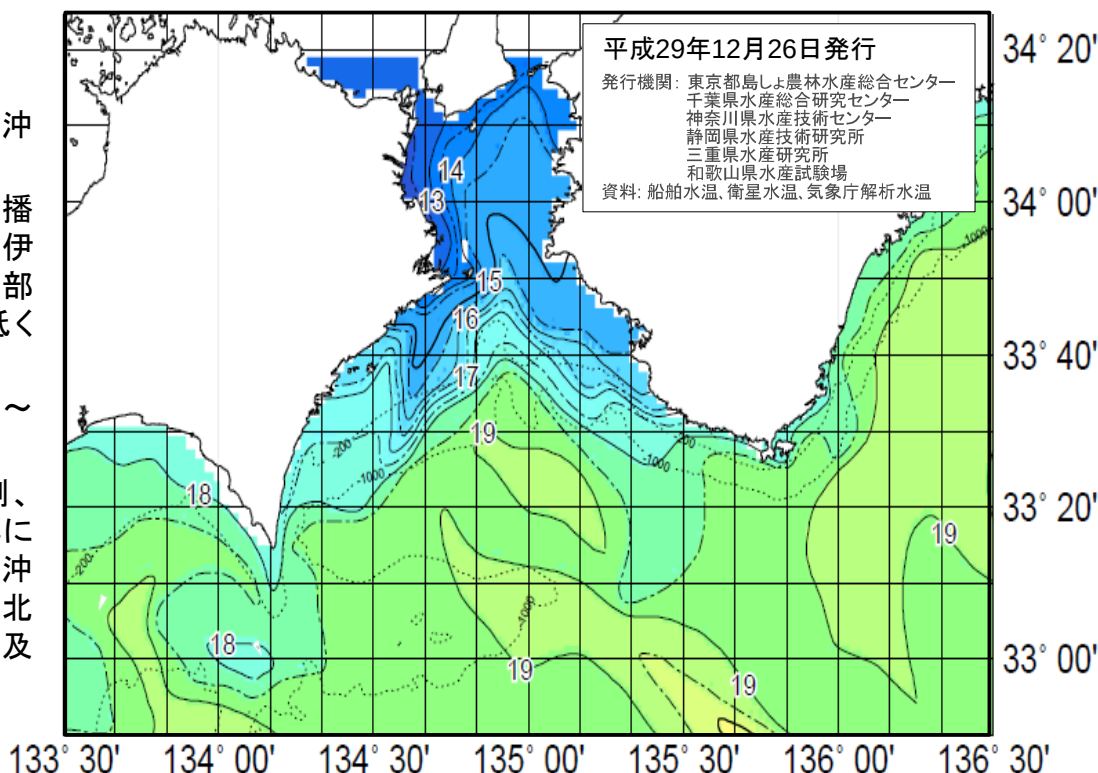 沖
播
伊
部
低く
～
側、
に
沖
北
及
平成29年12月26日発行
発行機関: 東京都島しょ農林水産総合センター
千葉県水産総合研究センター
神奈川県水産技術センター
静岡県水産技術研究所
三重県水産研究所
和歌山県水産試験場
資料: 船舶水温、衛星水温、気象庁解析水温
34° 20'
14
13
34° 00'
-1000
15
16
33° 40'
17
19
-200
-1000
-1000
18
33° 20'
19
-200
-1000
18
33° 00'
19
19
133° 30'
134° 00'
134° 30'
135° 00'
135° 30'
136° 00'
136° 30'